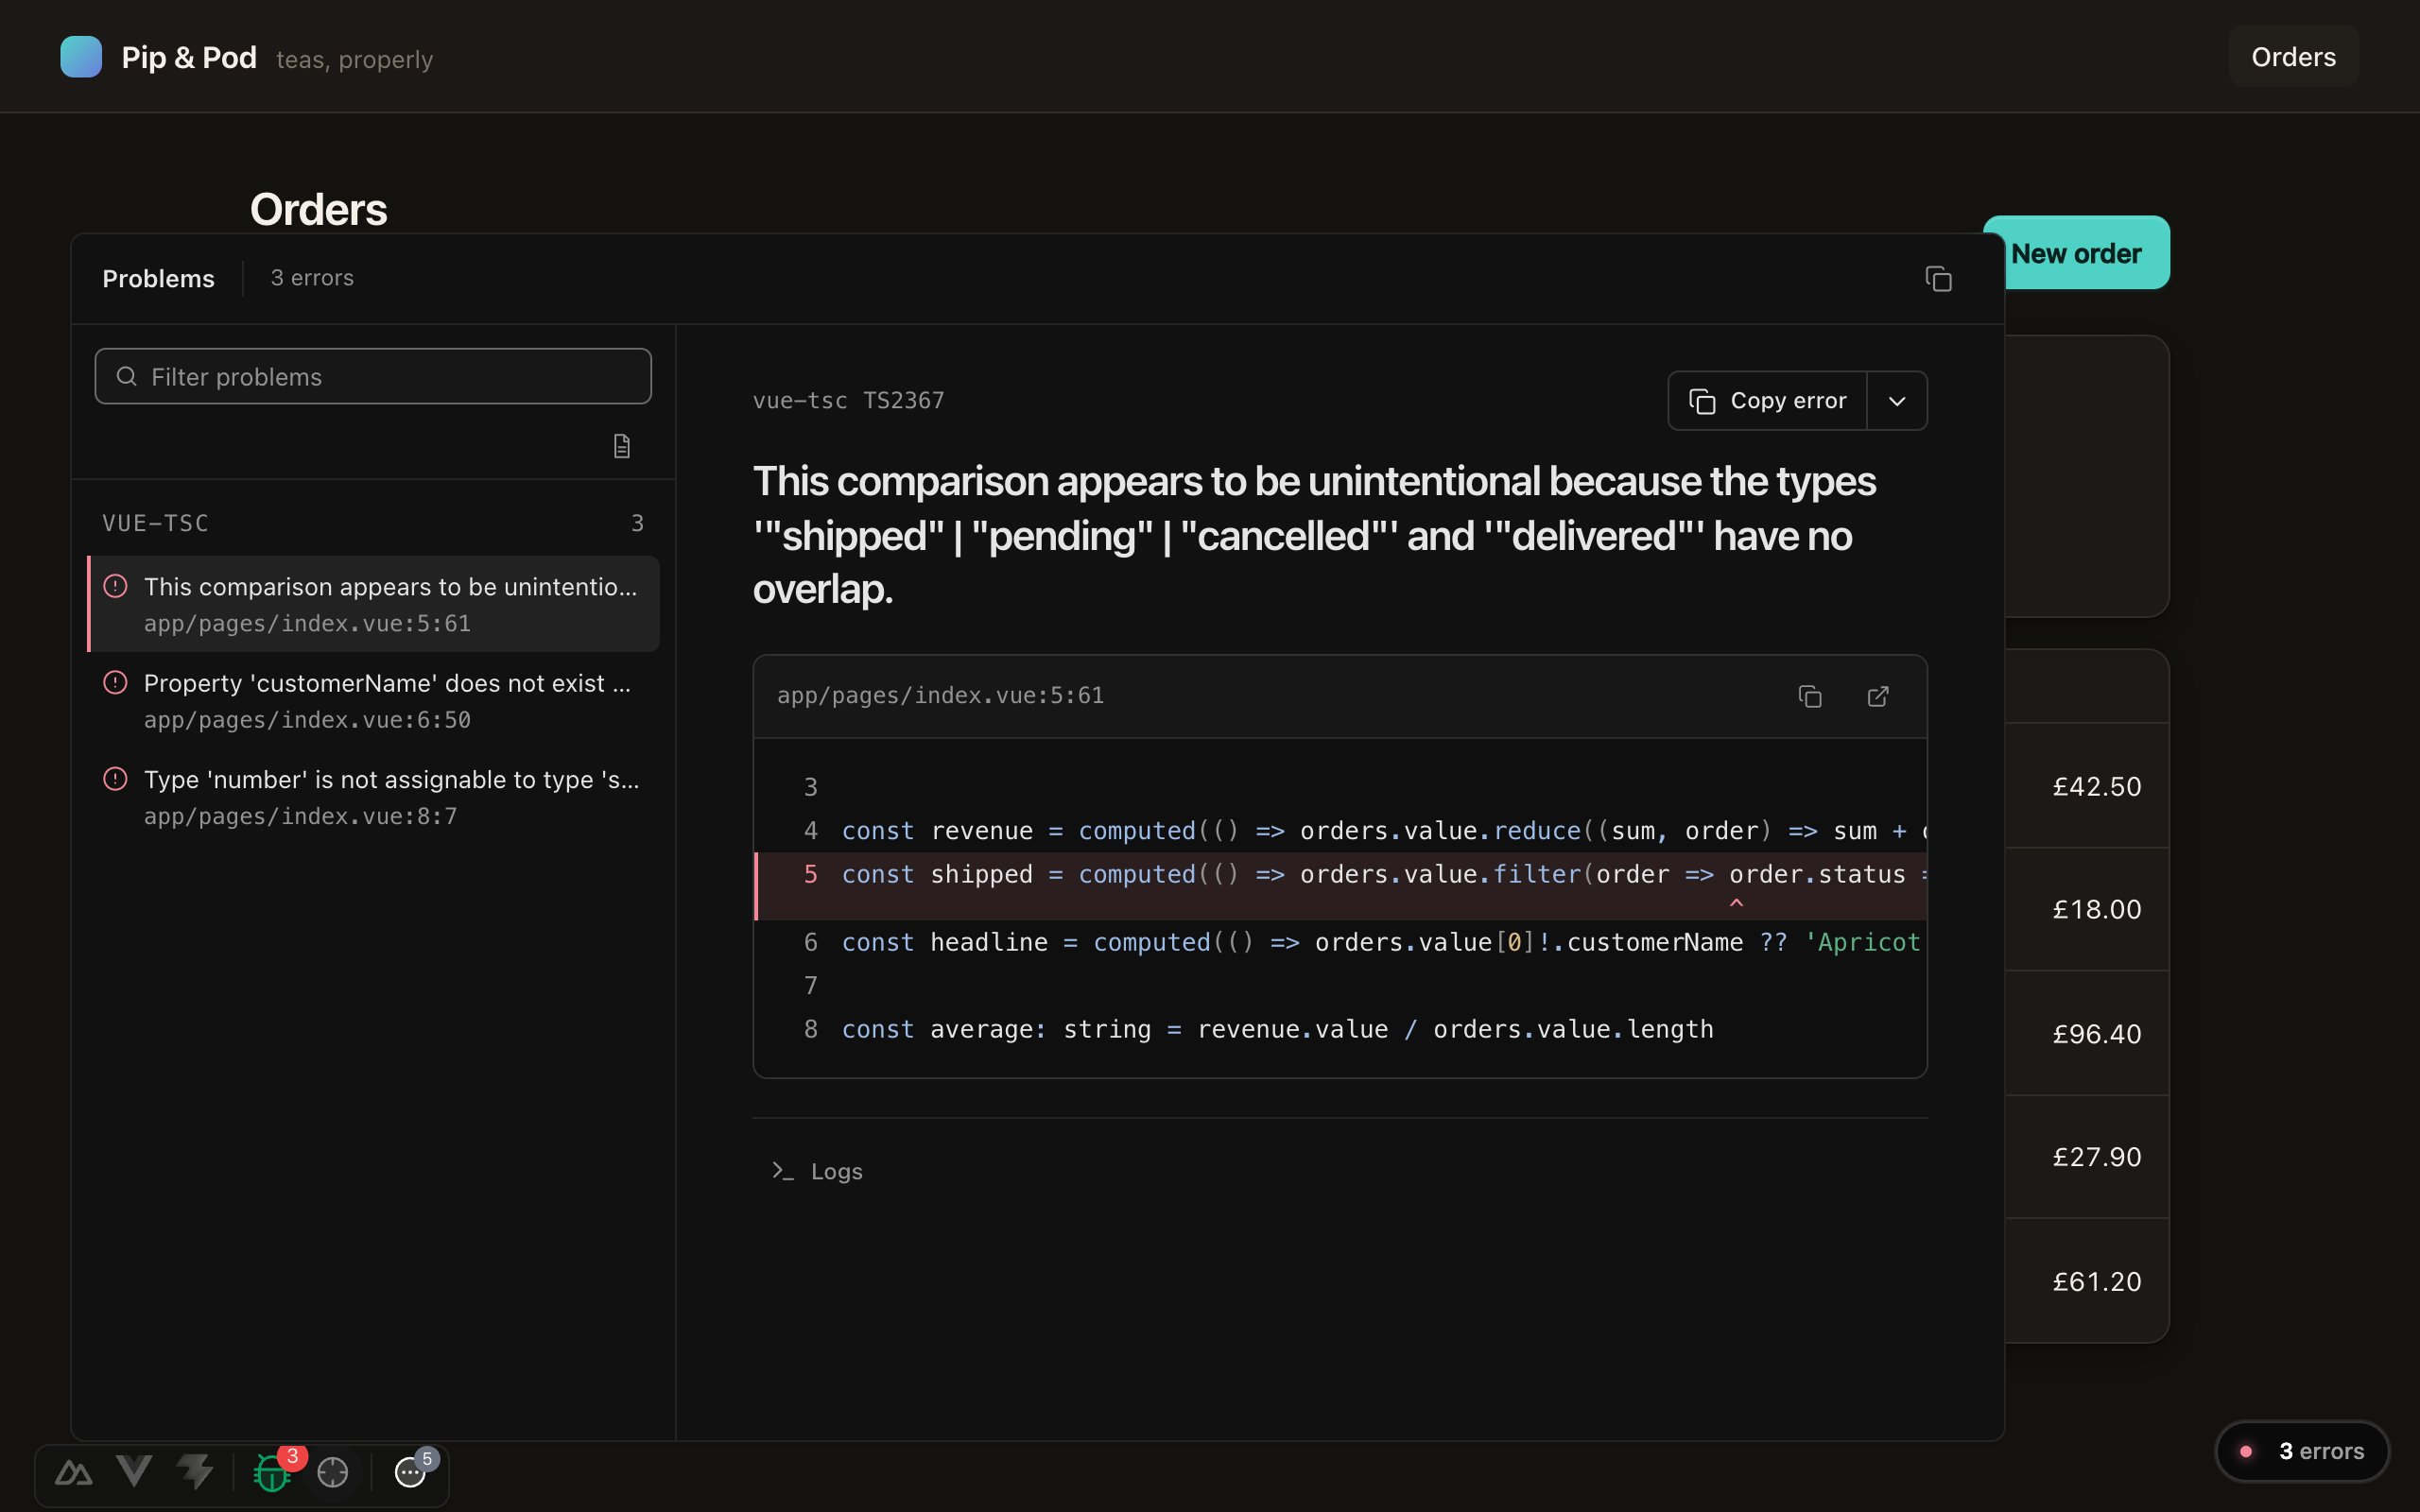 Pip & Pod teas, properly
Orders
Orders
New order
Problems
3 errors
Filter problems
VUE-TSC 3
This comparison appears to be unintentio...
app/pages/index.vue:5:61
Property 'customerName' does not exist ...
app/pages/index.vue:6:50
Type 'number' is not assignable to type 's...
app/pages/index.vue:8:7
vue-tsc TS2367
Copy error
This comparison appears to be unintentional because the types
'"shipped" | "pending" | "cancelled"' and '"delivered"' have no
overlap.
app/pages/index.vue:5:61
3
4 const revenue = computed(() => orders.value.reduce((sum, order) => sum +
5 const shipped = computed(() => orders.value.filter(order => order.status
^
6 const headline = computed(() => orders.value[0]!.customerName ?? 'Apricot
7
8 const average: string = revenue.value / orders.value.length
Logs
£42.50
£18.00
£96.40
£27.90
£61.20
3
5
3 errors